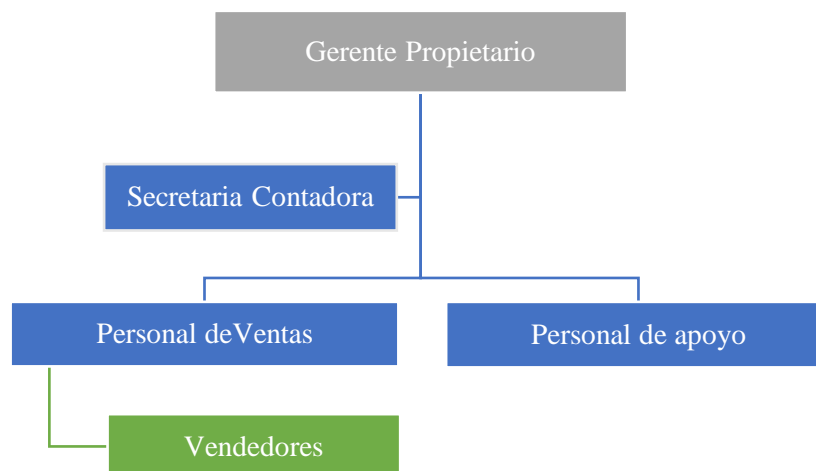 Gerente Propietario
Secretaria Contadora
Personal deVentas
Personal de apoyo
Vendedores